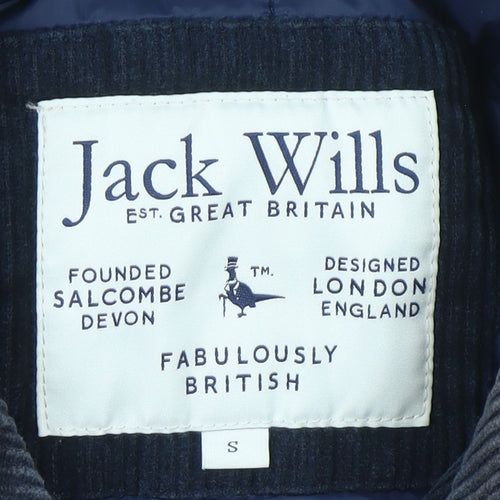 Jack Wills
EST. GREAT BRITAIN
FOUNDED
SALCOMBE
DEVON
TM.
DESIGNED
LONDON
ENGLAND
FABULOUSLY
BRITISH
S